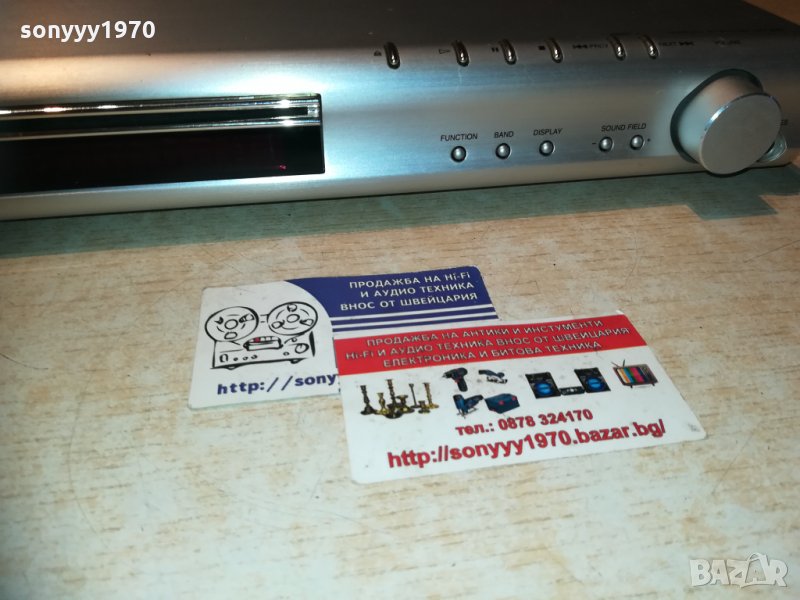 sonyyy1970
FUNCTION
BAND
DISPLAY
SOUND FIELD
-
+
ПРОДАЖБА НА Hi-Fi
И АУДИО ТЕХНИКА
ВНОС ОТ ШВЕЙЦАРИЯ
http://sony
ПРОДАЖБА НА АНТИКИ И ИНСТУМЕНТИ
Hi-Fi И АУДИО ТЕХНИКА ВНОС ОТ ШВЕЙЦАРИЯ
ЕЛЕКТРОНИКА И БИТОВА ТЕХНИКА
тел.: 0878 324170
http://sonyyy1970.bazar.bg/
BAZAR